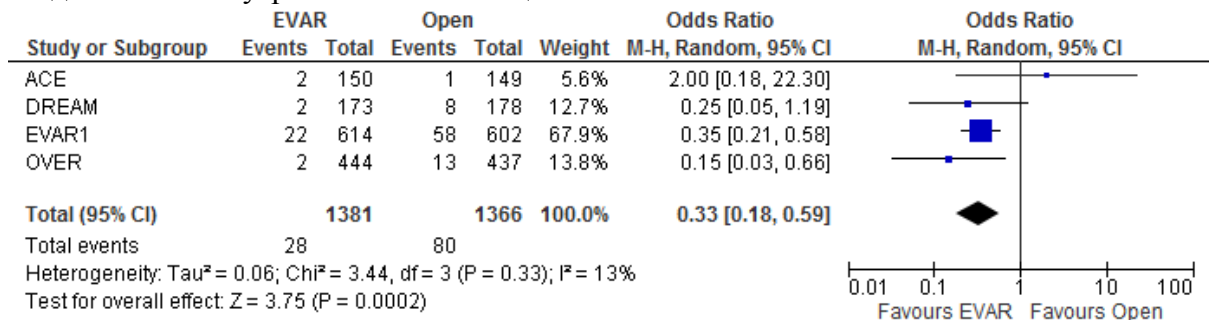 EVAR Open Odds Ratio Odds Ratio
Study or Subgroup Events Total Events Total Weight M-H, Random, 95% CI M-H, Random, 95% CI
ACE 2 150 1 149 5.6% 2.00 [0.18, 22.30]
DREAM 2 173 8 178 12.7% 0.25 [0.05, 1.19]
EVAR1 22 614 58 602 67.9% 0.35 [0.21, 0.58]
OVER 2 444 13 437 13.8% 0.15 [0.03, 0.66]
Total (95% CI) 1381 1366 100.0% 0.33 [0.18, 0.59]
Total events 28 80
Heterogeneity: Tau² = 0.06; Chi² = 3.44, df = 3 (P = 0.33); I² = 13%
Test for overall effect: Z = 3.75 (P = 0.0002)
0.01 0.1 1 10 100
Favours EVAR Favours Open